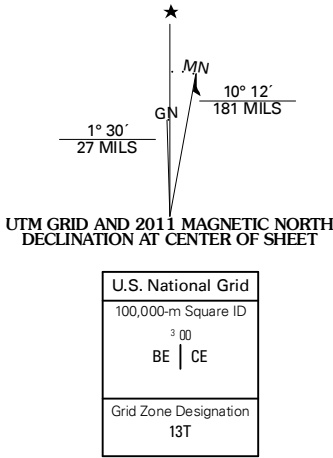 ★
MN
10° 12´
181 MILS
GN
1° 30´
27 MILS
UTM GRID AND 2011 MAGNETIC NORTH
DECLINATION AT CENTER OF SHEET
U.S. National Grid
100,000-m Square ID
3 00
BE | CE
Grid Zone Designation
13T